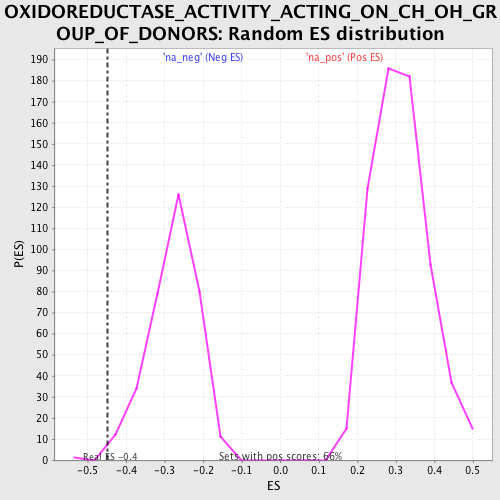 OXIDOREDUCTASE_ACTIVITY_ACTING_ON_CH_OH_GR
OUP_OF_DONORS: Random ES distribution
'na_neg' (Neg ES) 'na_pos' (Pos ES)
190
180
170
160
150
140
130
120
110
100
90
80
70
60
50
40
30
20
10
0
P(ES)
Real ES -0.4
Sets with pos scores: 66%
-0.5 -0.4 -0.3 -0.2 -0.1 0.0 0.1 0.2 0.3 0.4 0.5
ES